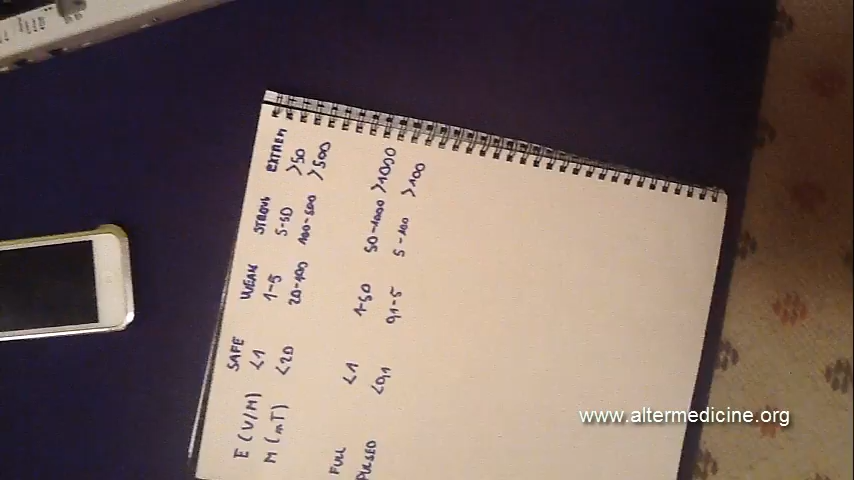 SAFE WEAK STRONG EXTREM
E (V/M) <1 1-5 5-50 >50
M (mT) <20 20-100 100-500 >500
FULL <1 1-50 50-1000 >1000
PULSED <0,1 0,1-5 5-100 >100
www.altermedicine.org